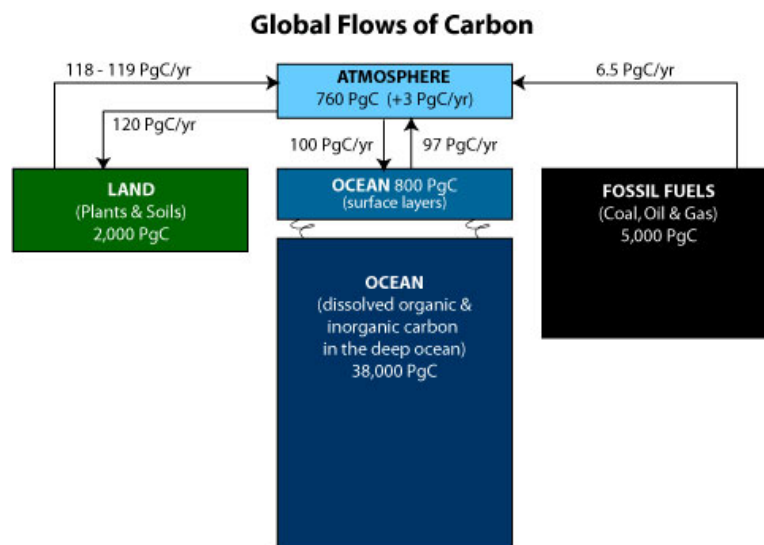 Global Flows of Carbon
118 - 119 PgC/yr
ATMOSPHERE
760 PgC (+3 PgC/yr)
6.5 PgC/yr
120 PgC/yr
100 PgC/yr
97 PgC/yr
LAND
(Plants & Soils)
2,000 PgC
OCEAN 800 PgC
(surface layers)
FOSSIL FUELS
(Coal, Oil & Gas)
5,000 PgC
OCEAN
(dissolved organic &
inorganic carbon
in the deep ocean)
38,000 PgC